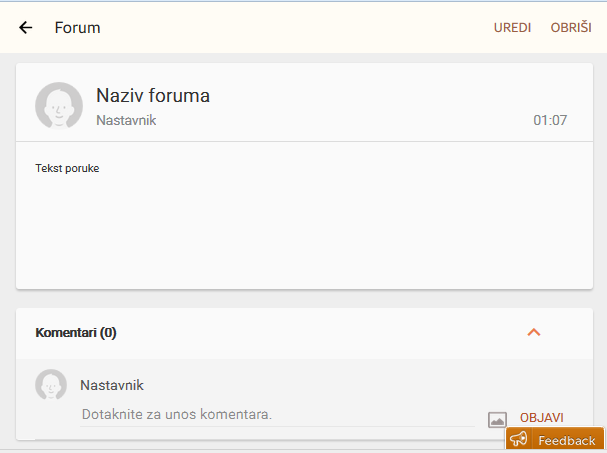 Forum UREDI OBRIŠI
Naziv foruma
Nastavnik 01:07
Tekst poruke
Komentari (0)
Nastavnik
Dotaknite za unos komentara.
OBJAVI
Feedback